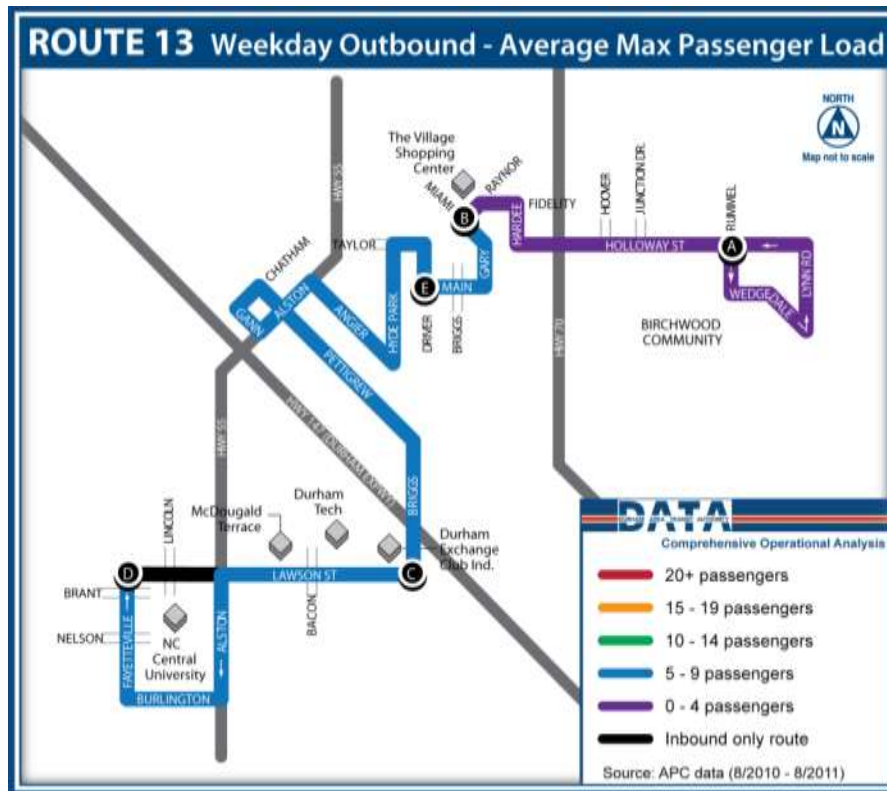 ROUTE 13 Weekday Outbound - Average Max Passenger Load
NORTH
N
Map not to scale
HWY 55
The Village
Shopping
Center
MIAMI
RAYNOR
B
HARDEE
FIDELITY
HOOVER
JUNCTION DR.
RUMMEL
A
HOLLOWAY ST
LYNN RD
WEDGEDALE
BIRCHWOOD
COMMUNITY
CHATHAM
TAYLOR
GARY
E
MAIN
GANN
ALSTON
ANGIER
HYDE PARK
DRIVER
BRIGGS
HWY 70
PETTIGREW
HWY 147 (DURHAM EXPWY)
HWY 55
BRIGGS
LINCOLN
McDougald
Terrace
Durham
Tech
Durham
Exchange
Club Ind.
D
LAWSON ST
C
BRANT
BACON
NELSON
FAYETTEVILLE
NC
Central
University
ALSTON
BURLINGTON
DATA
Comprehensive Operational Analysis
20+ passengers
15 - 19 passengers
10 - 14 passengers
5 - 9 passengers
0 - 4 passengers
Inbound only route
Source: APC data (8/2010 - 8/2011)